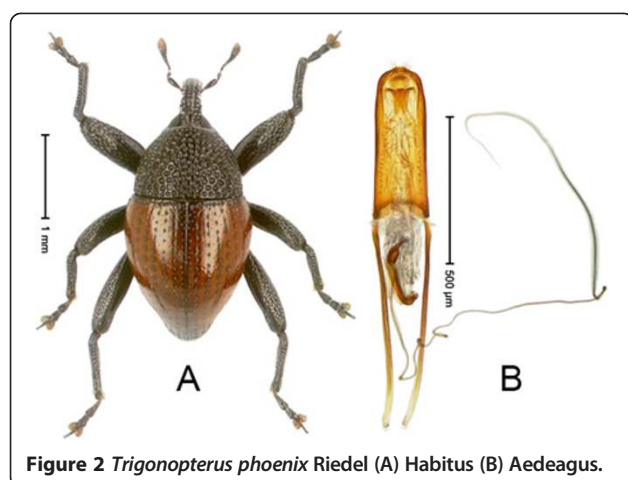 1 mm
500 µm
A
B
Figure 2 Trigonopterus phoenix Riedel (A) Habitus (B) Aedeagus.